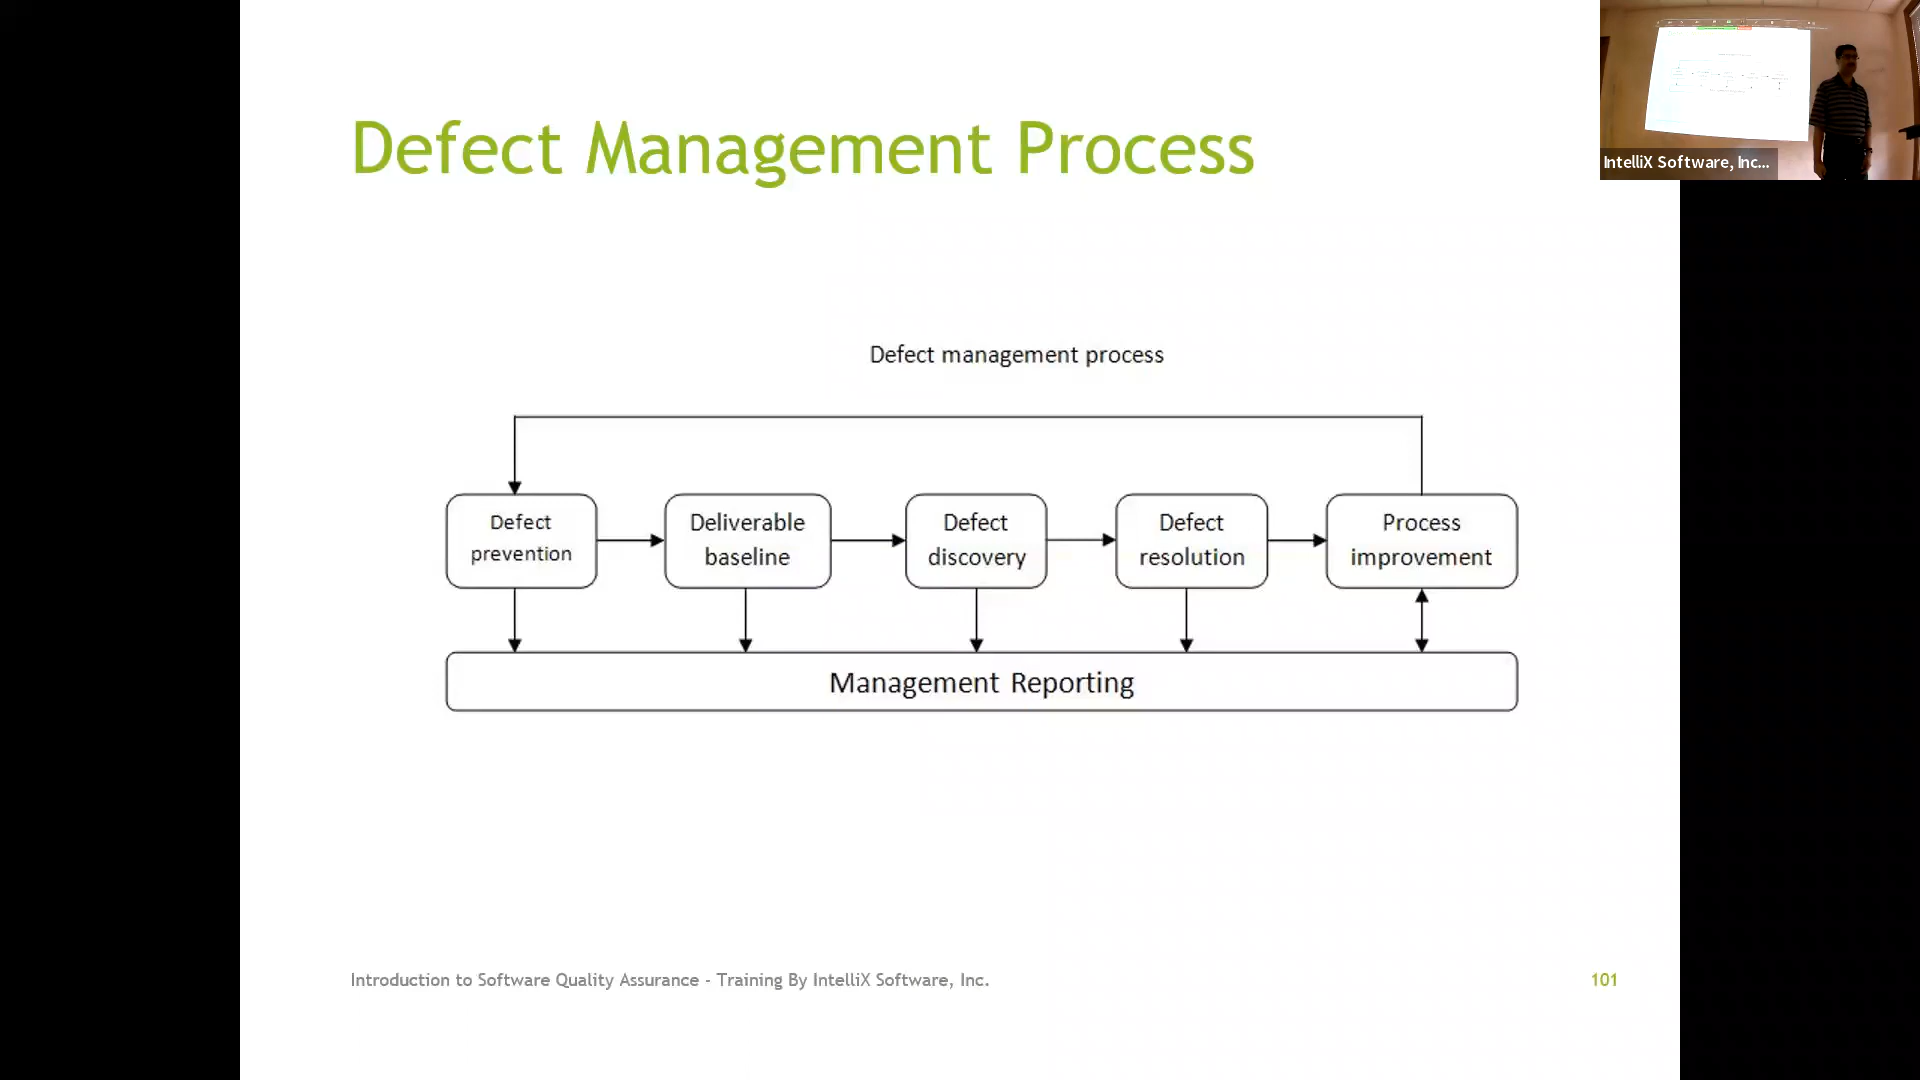 Defect Management Process
IntelliX Software, Inc...
Defect management process
Defect
prevention
Deliverable
baseline
Defect
discovery
Defect
resolution
Process
improvement
Management Reporting
Introduction to Software Quality Assurance - Training By IntelliX Software, Inc.
101